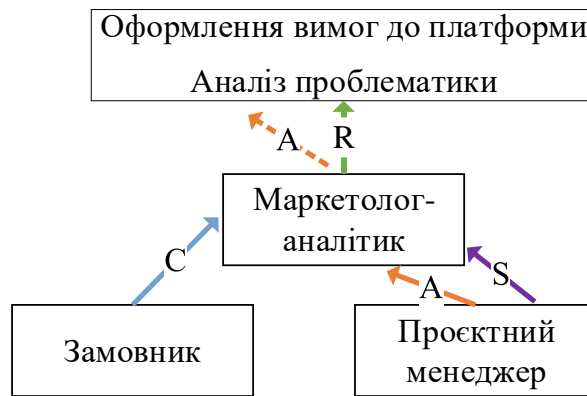 Оформлення вимог до платформи
Аналіз проблематики
A
R
Маркетолог-
аналітик
C
A
S
Замовник
Проєктний
менеджер